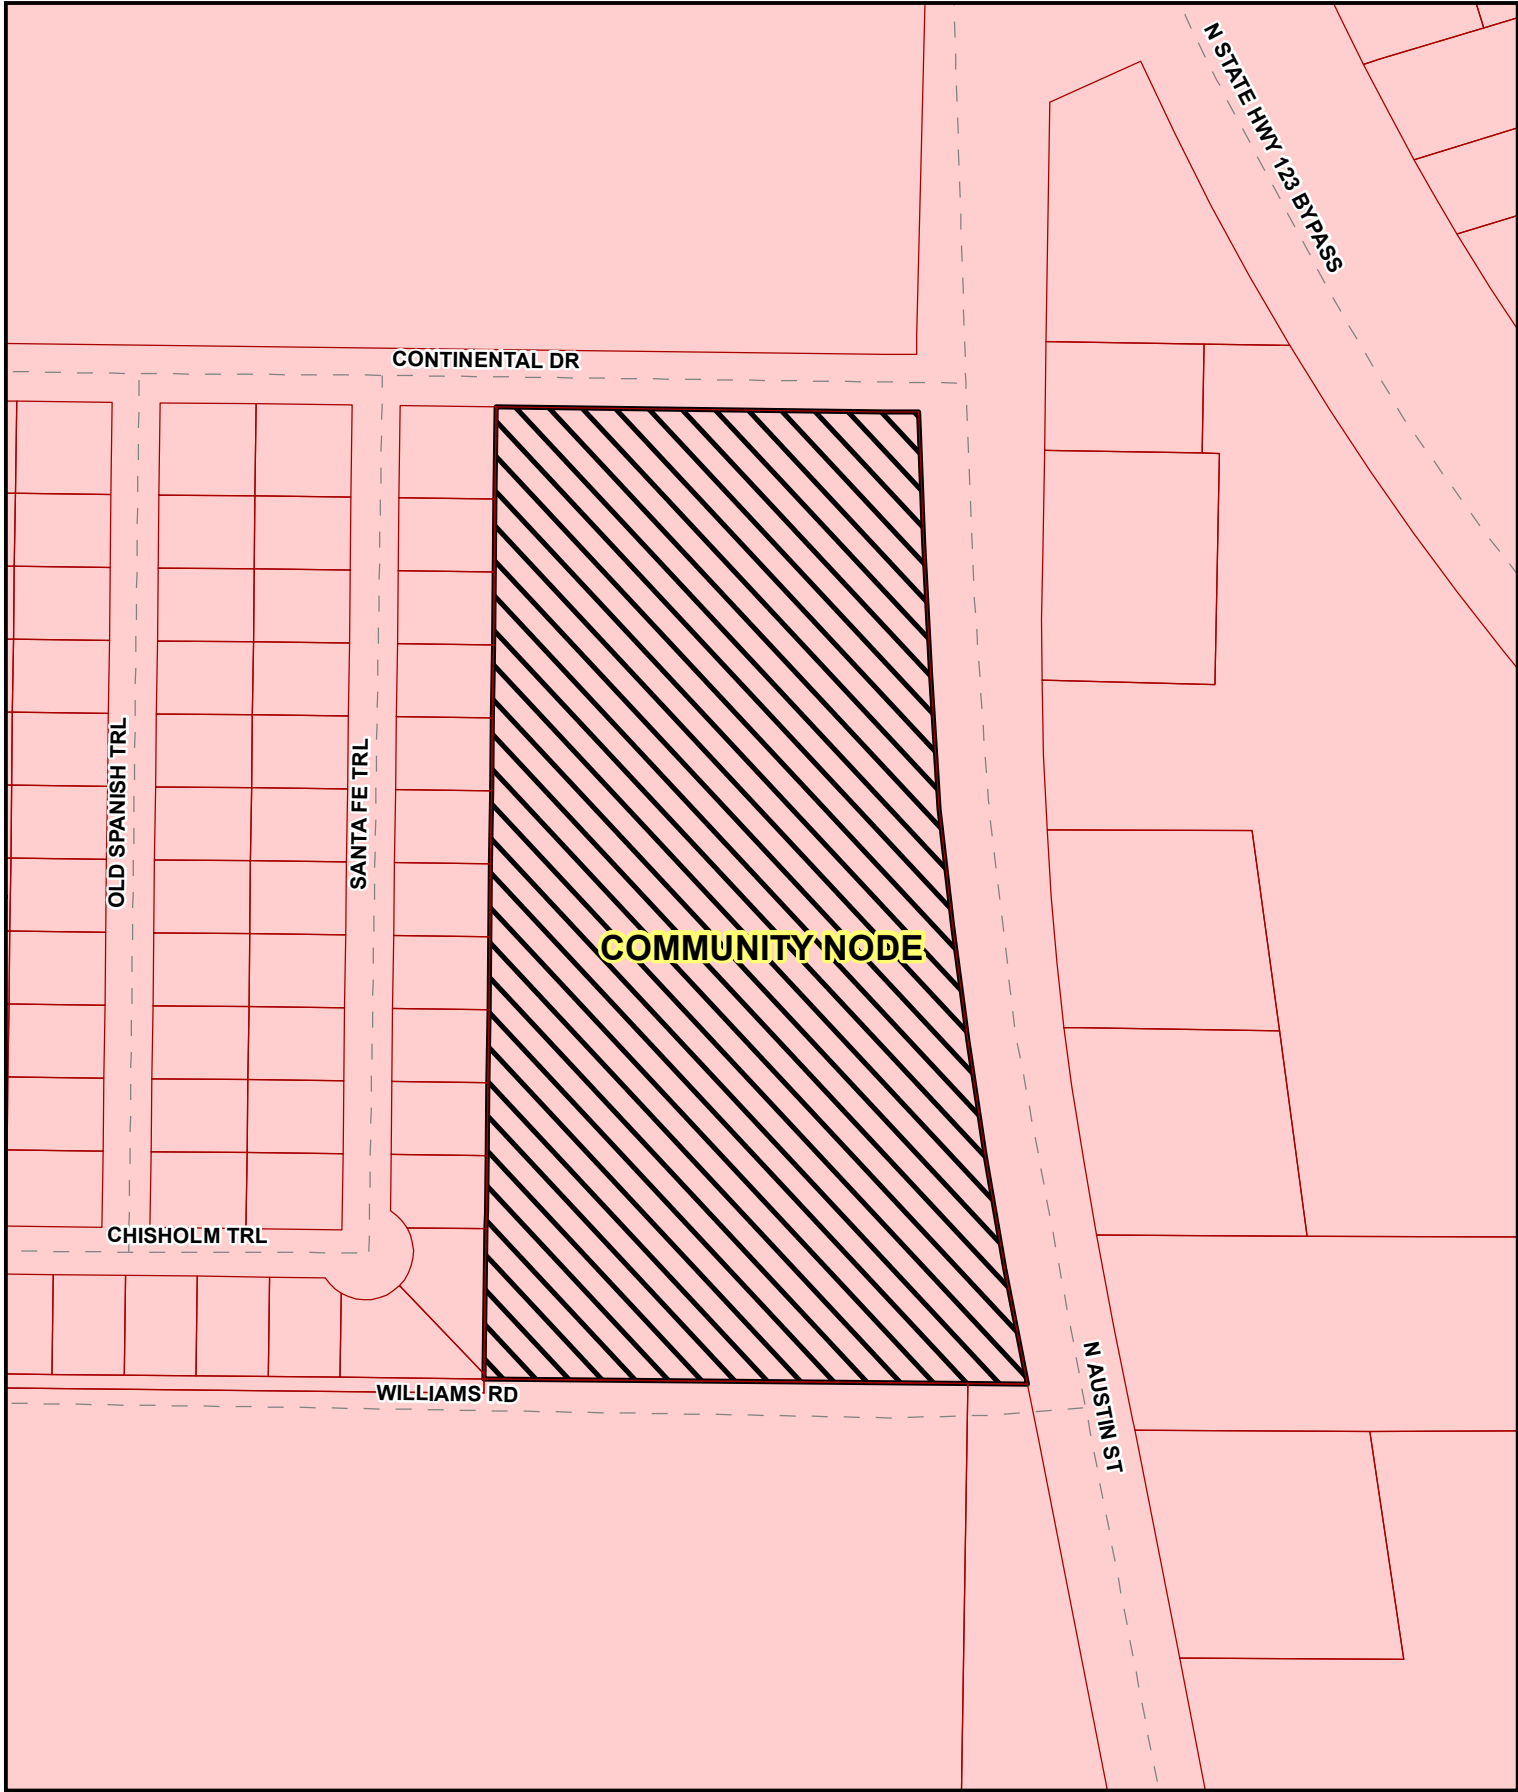 N STATE HWY 123 BYPASS
CONTINENTAL DR
OLD SPANISH TRL
SANTA FE TRL
COMMUNITY NODE
CHISHOLM TRL
WILLIAMS RD
N AUSTIN ST